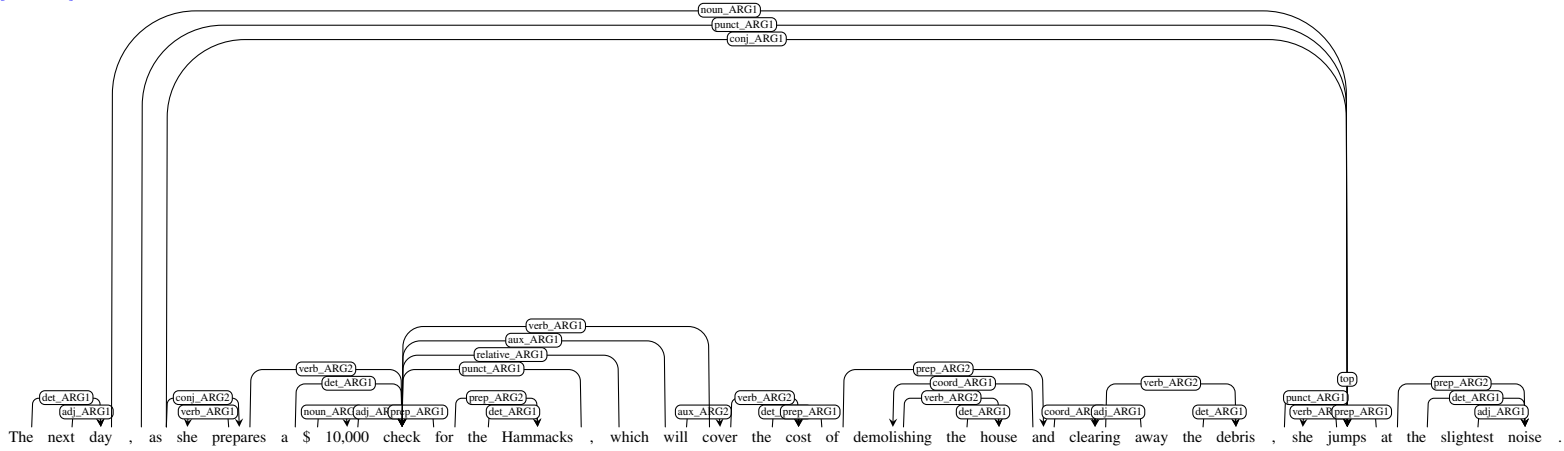 noun_ARG1
punct_ARG1
conj_ARG1
verb_ARG1
aux_ARG1
relative_ARG1
verb_ARG2 punct_ARG1 prep_ARG2
det_ARG1 coord_ARG1 verb_ARG2 top prep_ARG2
det_ARG1 conj_ARG2 prep_ARG2 verb_ARG2 verb_ARG2 punct_ARG1 det_ARG1
adj_ARG1 verb_ARG1 noun_ARG prep_ARG1 det_ARG1 aux_ARG2 prep_ARG1 det_ARG1 adj_ARG1 det_ARG1 prep_ARG1 adj_ARG1
The next day , as she prepares a $ 10,000 check for the Hammacks , which will cover the cost of demolishing the house and clearing away the debris , she jumps at the slightest noise .